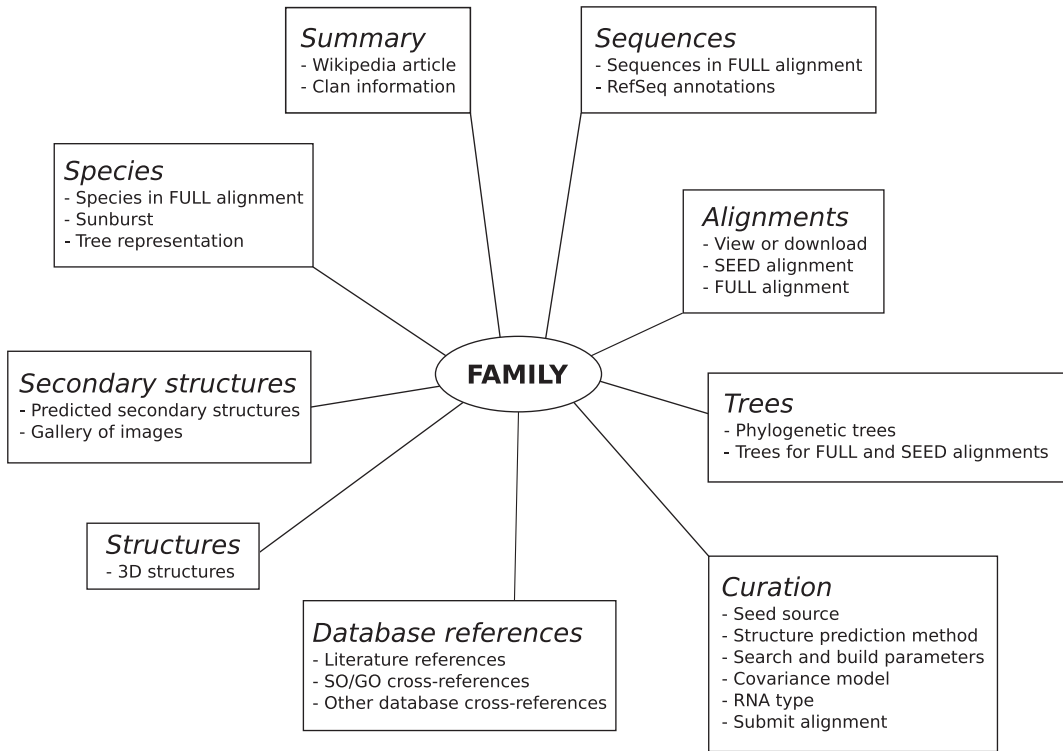 Summary
- Wikipedia article
- Clan information
Sequences
- Sequences in FULL alignment
- RefSeq annotations
Species
- Species in FULL alignment
- Sunburst
- Tree representation
Alignments
- View or download
- SEED alignment
- FULL alignment
FAMILY
Secondary structures
- Predicted secondary structures
- Gallery of images
Trees
- Phylogenetic trees
- Trees for FULL and SEED alignments
Structures
- 3D structures
Database references
- Literature references
- SO/GO cross-references
- Other database cross-references
Curation
- Seed source
- Structure prediction method
- Search and build parameters
- Covariance model
- RNA type
- Submit alignment